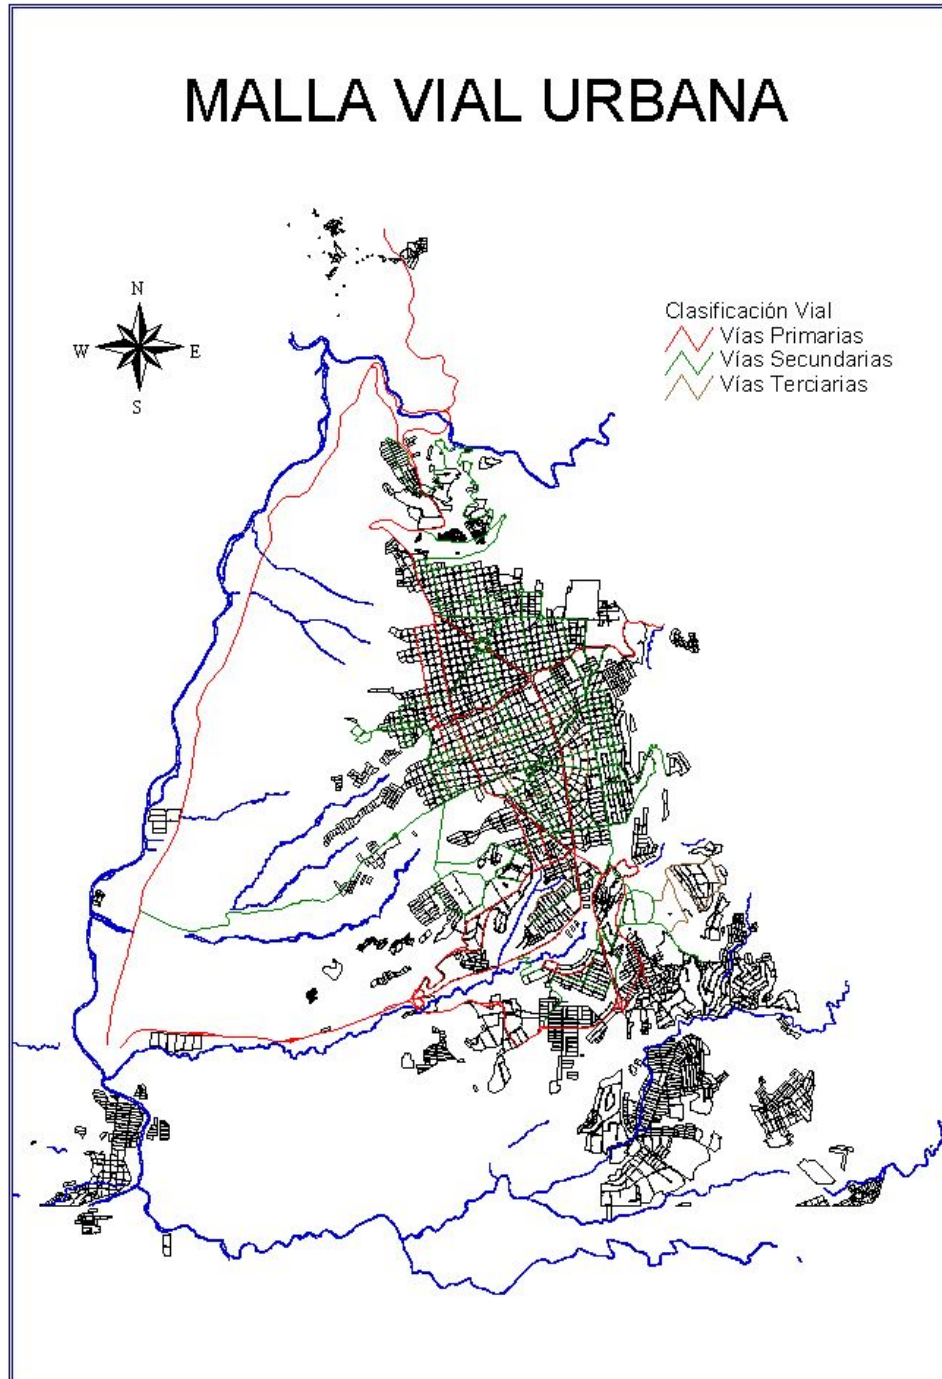 MALLA VIAL URBANA
N
W E
S
Clasificación Vial
Vías Primarias
Vías Secundarias
Vías Terciarias